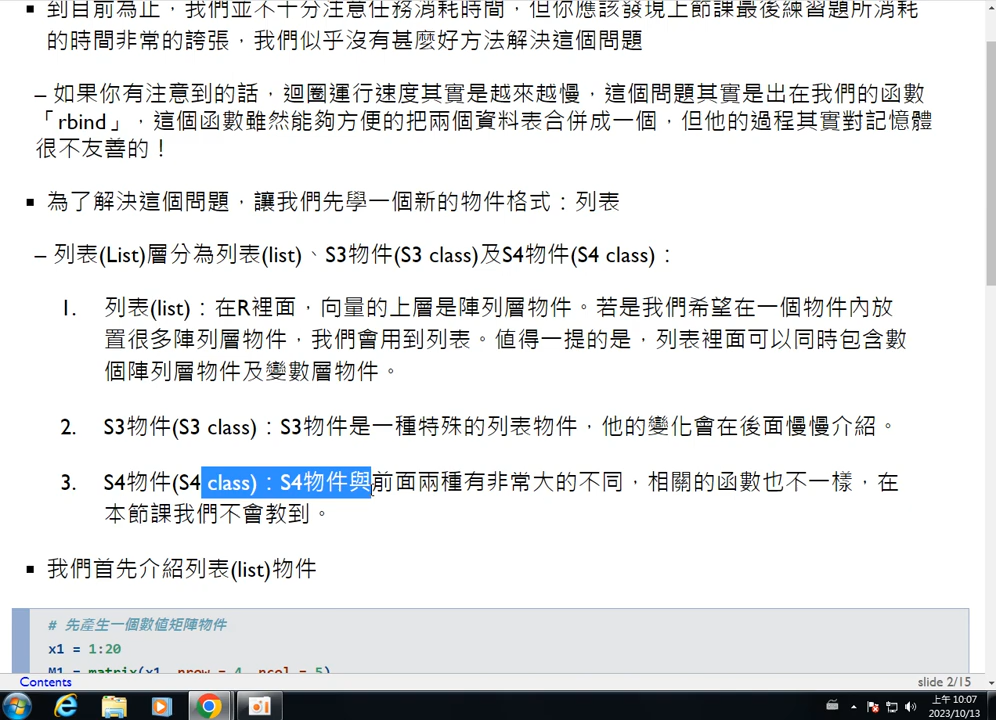 到目前為止，我們並不十分注意任務消耗時間，但你應該發現上節課最後練習題所消耗
的時間非常的誇張，我們似乎沒有甚麼好方法解決這個問題
– 如果你有注意到的話，迴圈運行速度其實是越來越慢，這個問題其實是出在我們的函數
「rbind」，這個函數雖然能夠方便的把兩個資料表合併成一個，但他的過程其實對記憶體
很不友善的！
為了解決這個問題，讓我們先學一個新的物件格式：列表
– 列表(List)層分為列表(list)、S3物件(S3 class)及S4物件(S4 class)：
1. 列表(list)：在R裡面，向量的上層是陣列層物件。若是我們希望在一個物件內放
置很多陣列層物件，我們會用到列表。值得一提的是，列表裡面可以同時包含數
個陣列層物件及變數層物件。
2. S3物件(S3 class)：S3物件是一種特殊的列表物件，他的變化會在後面慢慢介紹。
3. S4物件(S4 class)：S4物件與前面兩種有非常大的不同，相關的函數也不一樣，在
本節課我們不會教到。
我們首先介紹列表(list)物件
# 先產生一個數值矩陣物件
x1 = 1:20
M1 = matrix(x1, nrow = 4, ncol = 5)
Contents
slide 2/15
上午 10:07
2023/10/13